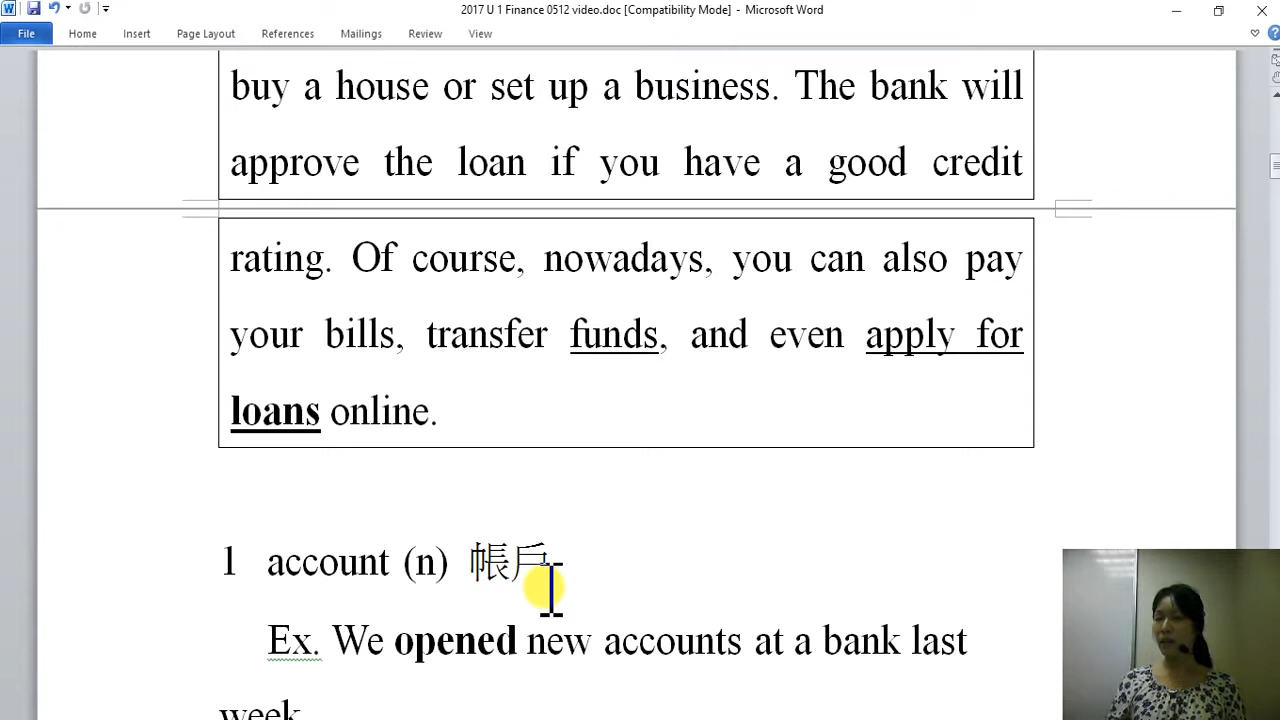 2017 U 1 Finance 0512 video.doc [Compatibility Mode] - Microsoft Word
File Home Insert Page Layout References Mailings Review View
buy a house or set up a business. The bank will
approve the loan if you have a good credit
rating. Of course, nowadays, you can also pay
your bills, transfer funds, and even apply for
loans online.
1 account (n) 帳戶
Ex. We opened new accounts at a bank last
week